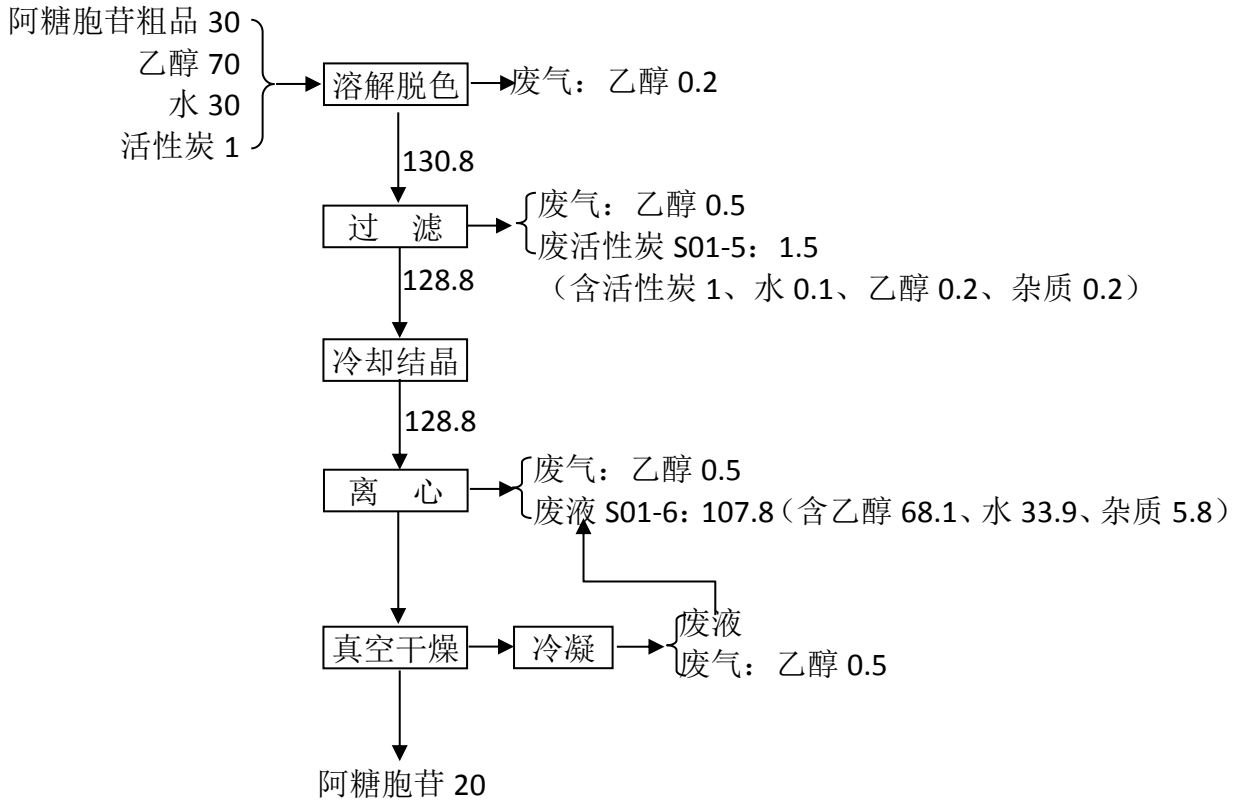 阿糖胞苷粗品 30
乙醇 70
水 30
活性炭 1
溶解脱色
废气：乙醇 0.2
130.8
过 滤
废气：乙醇 0.5
废活性炭 S01-5：1.5
（含活性炭 1、水 0.1、乙醇 0.2、杂质 0.2）
128.8
冷却结晶
128.8
离 心
废气：乙醇 0.5
废液 S01-6：107.8（含乙醇 68.1、水 33.9、杂质 5.8）
真空干燥
冷凝
废液
废气：乙醇 0.5
阿糖胞苷 20